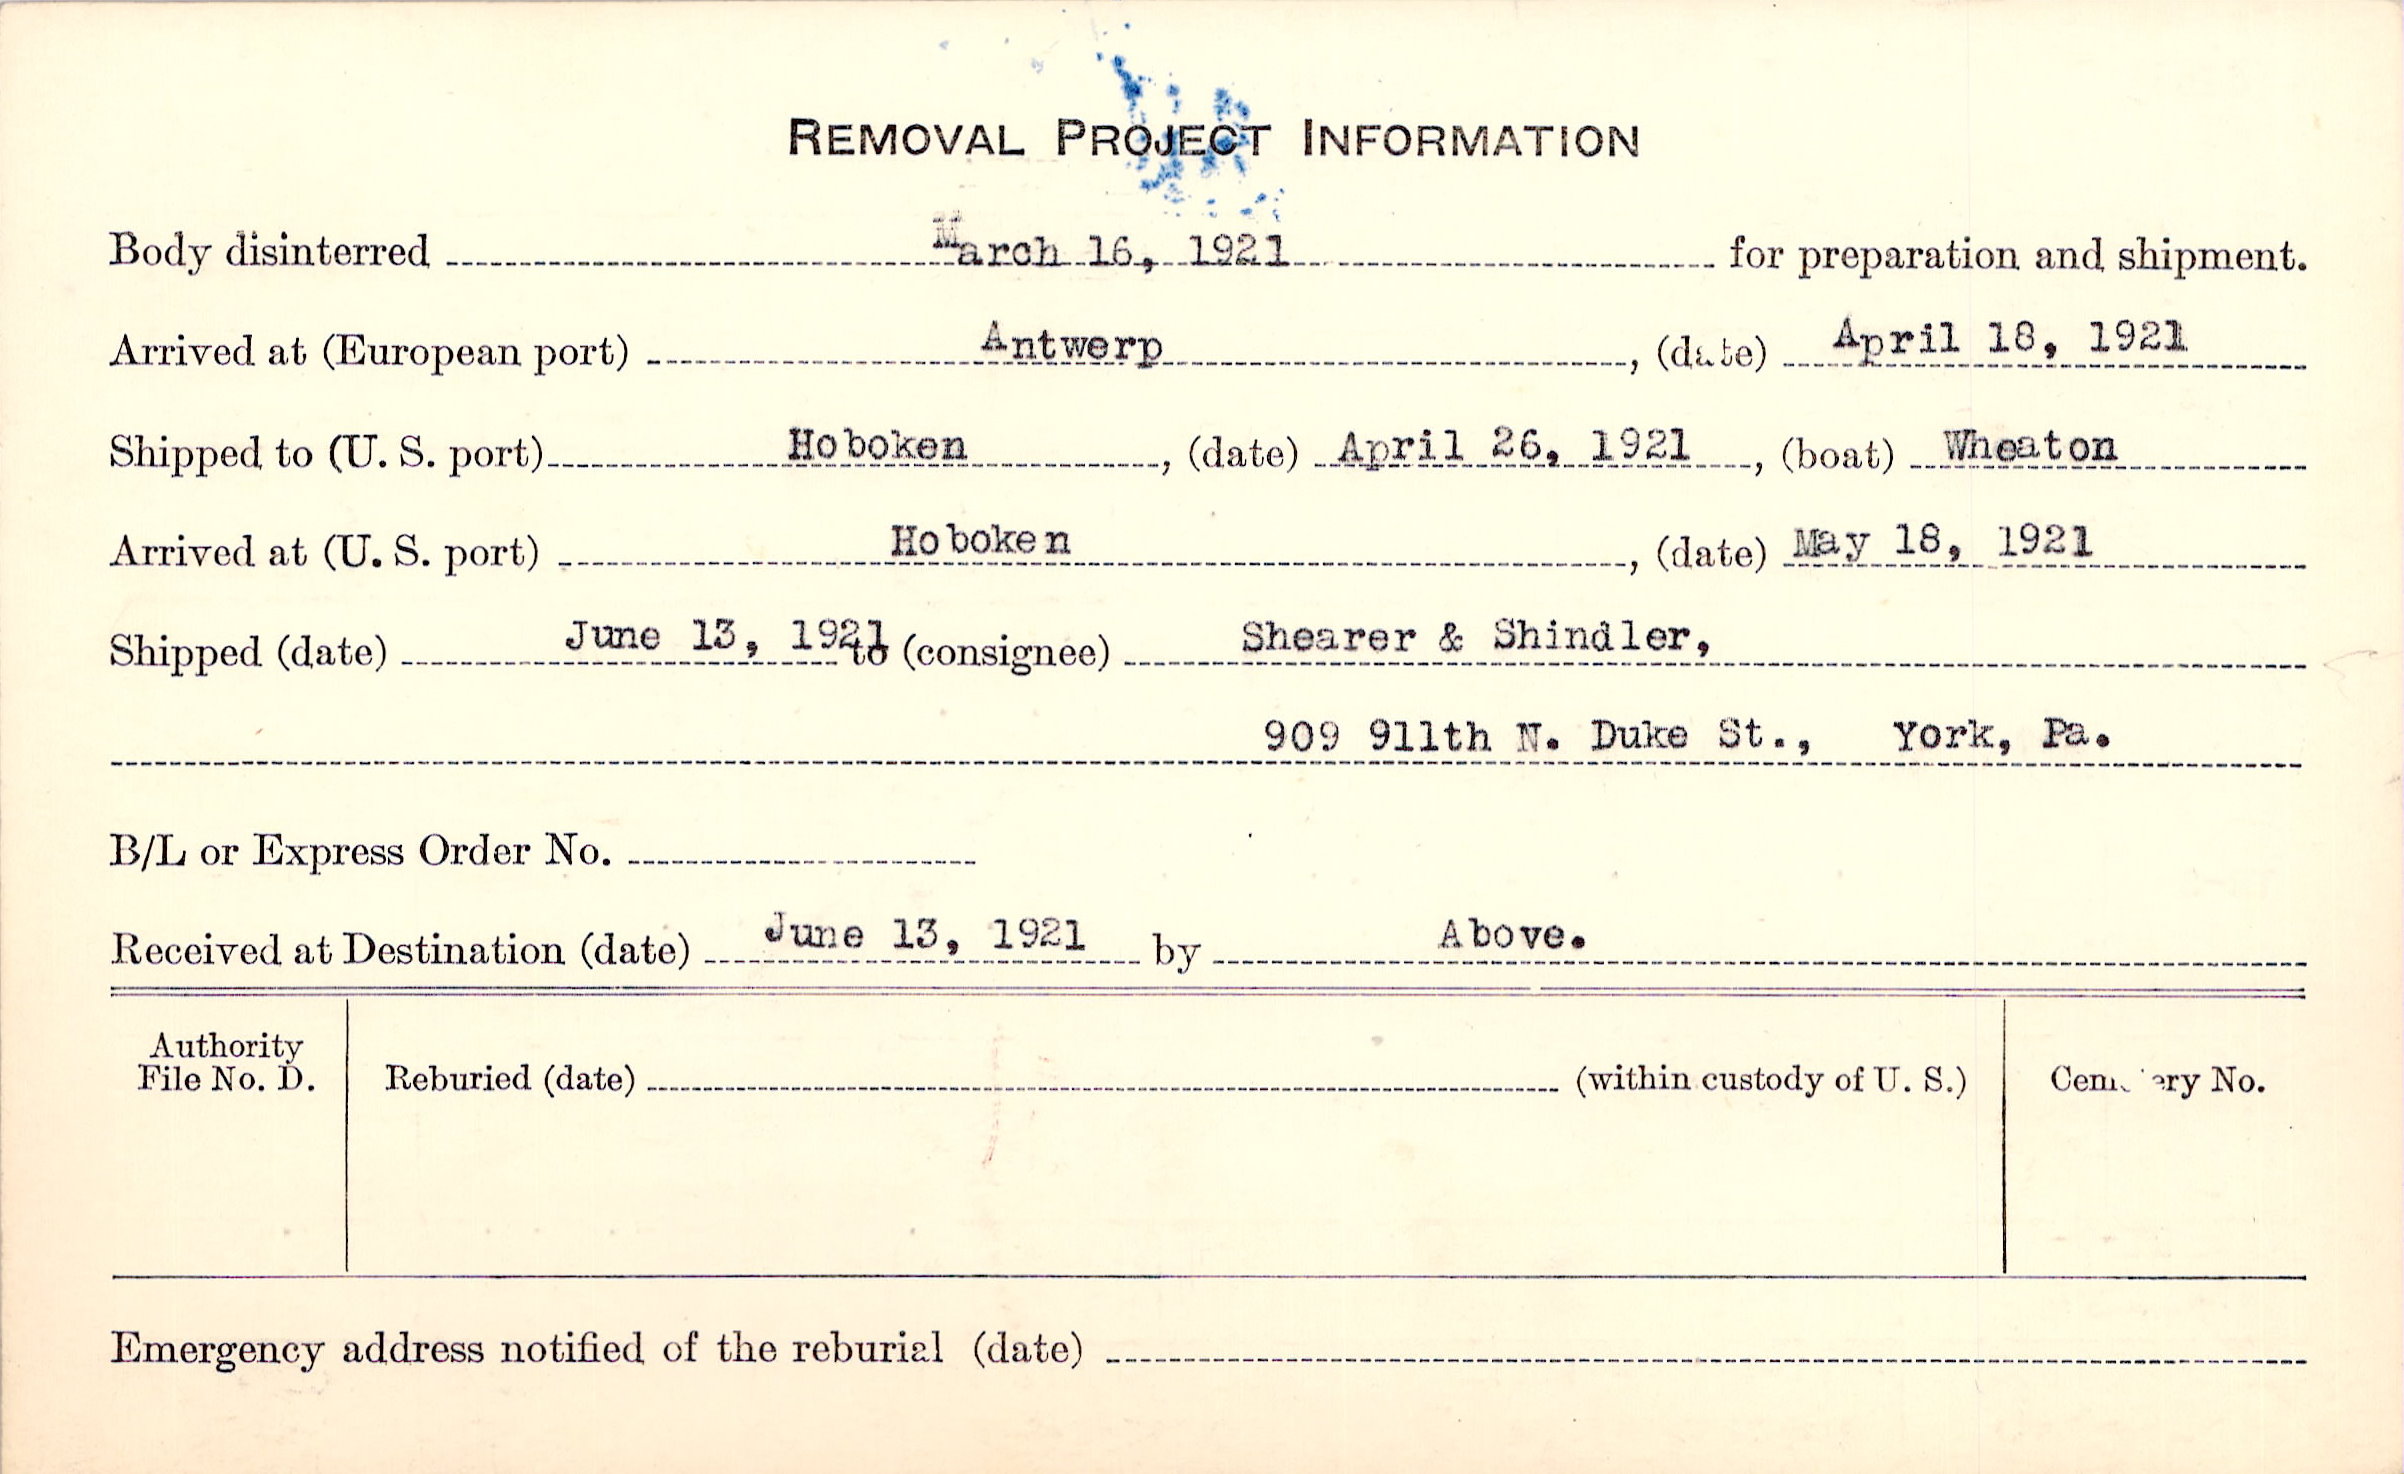 REMOVAL PROJECT INFORMATION
Body disinterred March 16, 1921 for preparation and shipment.
Arrived at (European port) Antwerp, (date) April 18, 1921
Shipped to (U. S. port) Hoboken, (date) April 26, 1921, (boat) Wheaton
Arrived at (U. S. port) Hoboken, (date) May 18, 1921
Shipped (date) June 13, 1921 to (consignee) Shearer & Shindler,
909 911th N. Duke St., York, Pa.
B/L or Express Order No.
Received at Destination (date) June 13, 1921 by Above.
Authority
File No. D.
Reburied (date) (within custody of U. S.)
Cemetery No.
Emergency address notified of the reburial (date)